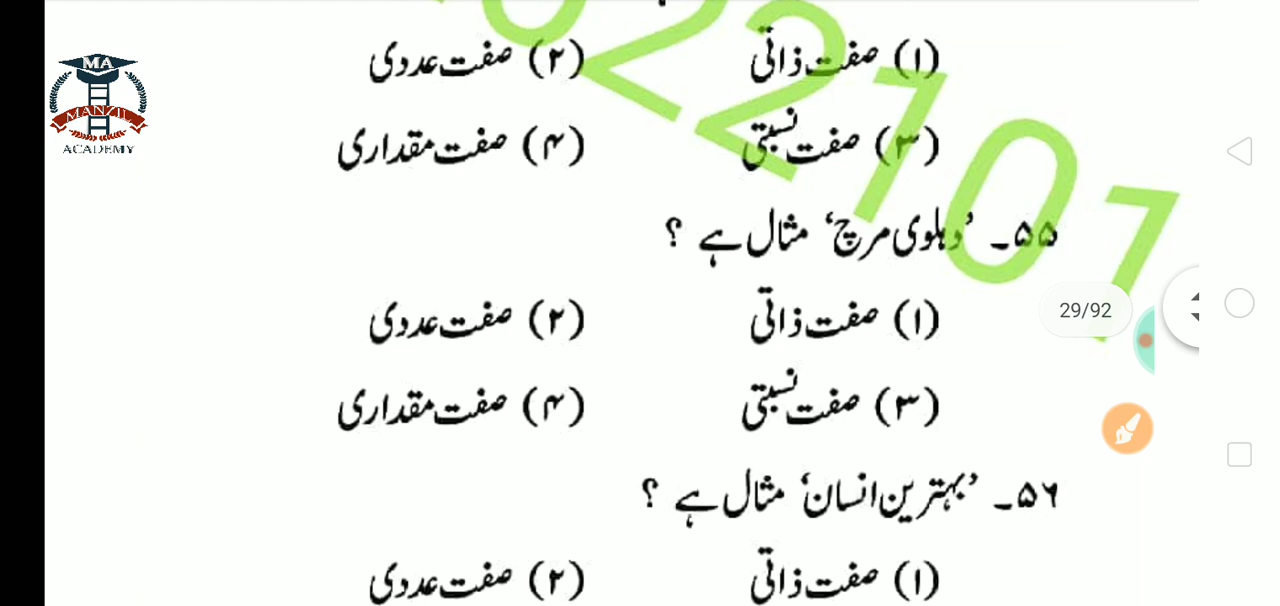 MA
MANZIL
ACADEMY
022101
(۱) صفت ذاتی (۲) صفت عددی
(۳) صفت نسبتی (۴) صفت مقداری
۵۵۔ ’دہلوی مرچ‘ مثال ہے ؟
(۱) صفت ذاتی (۲) صفت عددی
(۳) صفت نسبتی (۴) صفت مقداری
29/92
۵۶۔ ’بہترین انسان‘ مثال ہے ؟
(۱) صفت ذاتی (۲) صفت عددی